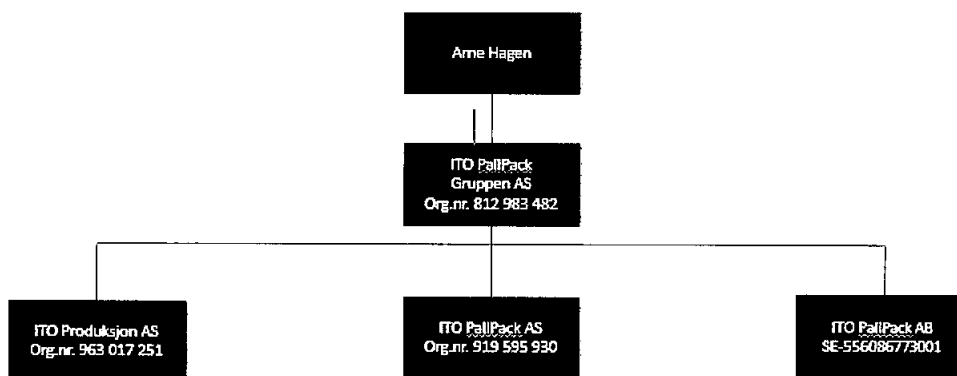 Arne Hagen
ITO PallPack
Gruppen AS
Org.nr. 812 983 482
ITO Produksjon AS
Org.nr. 963 017 251
ITO PallPack AS
Org.nr. 919 595 930
ITO PallPack AB
SE-556086773001